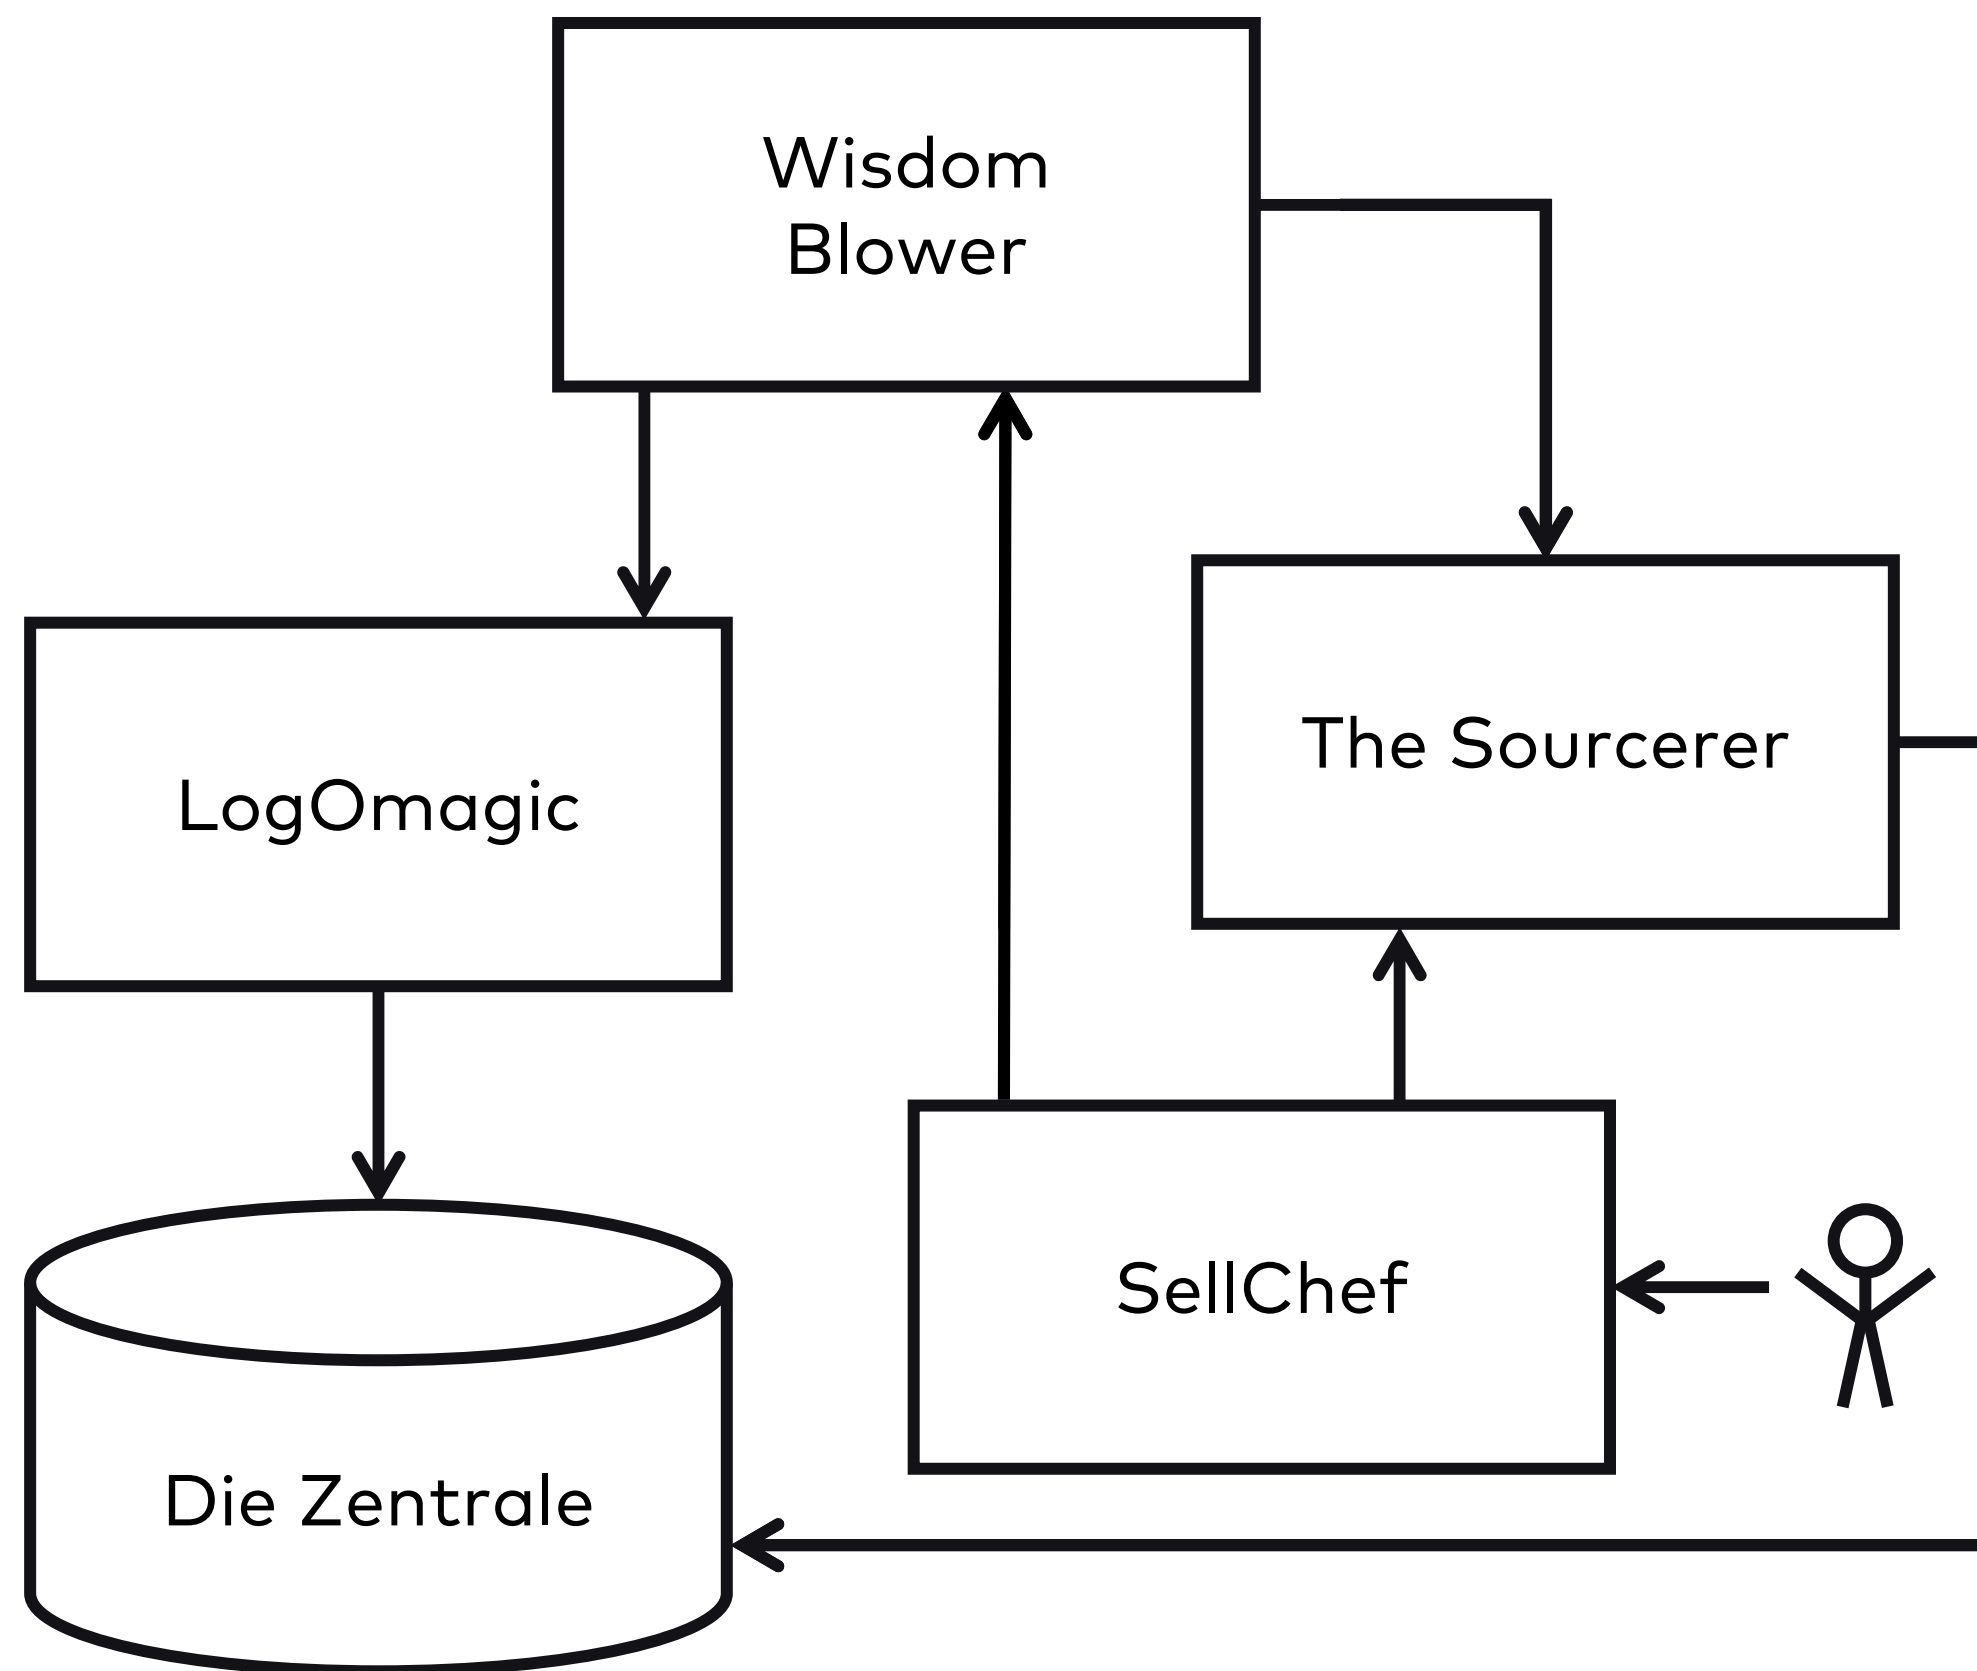 Wisdom
Blower
The Sourcerer
LogOmagic
SellChef
Die Zentrale